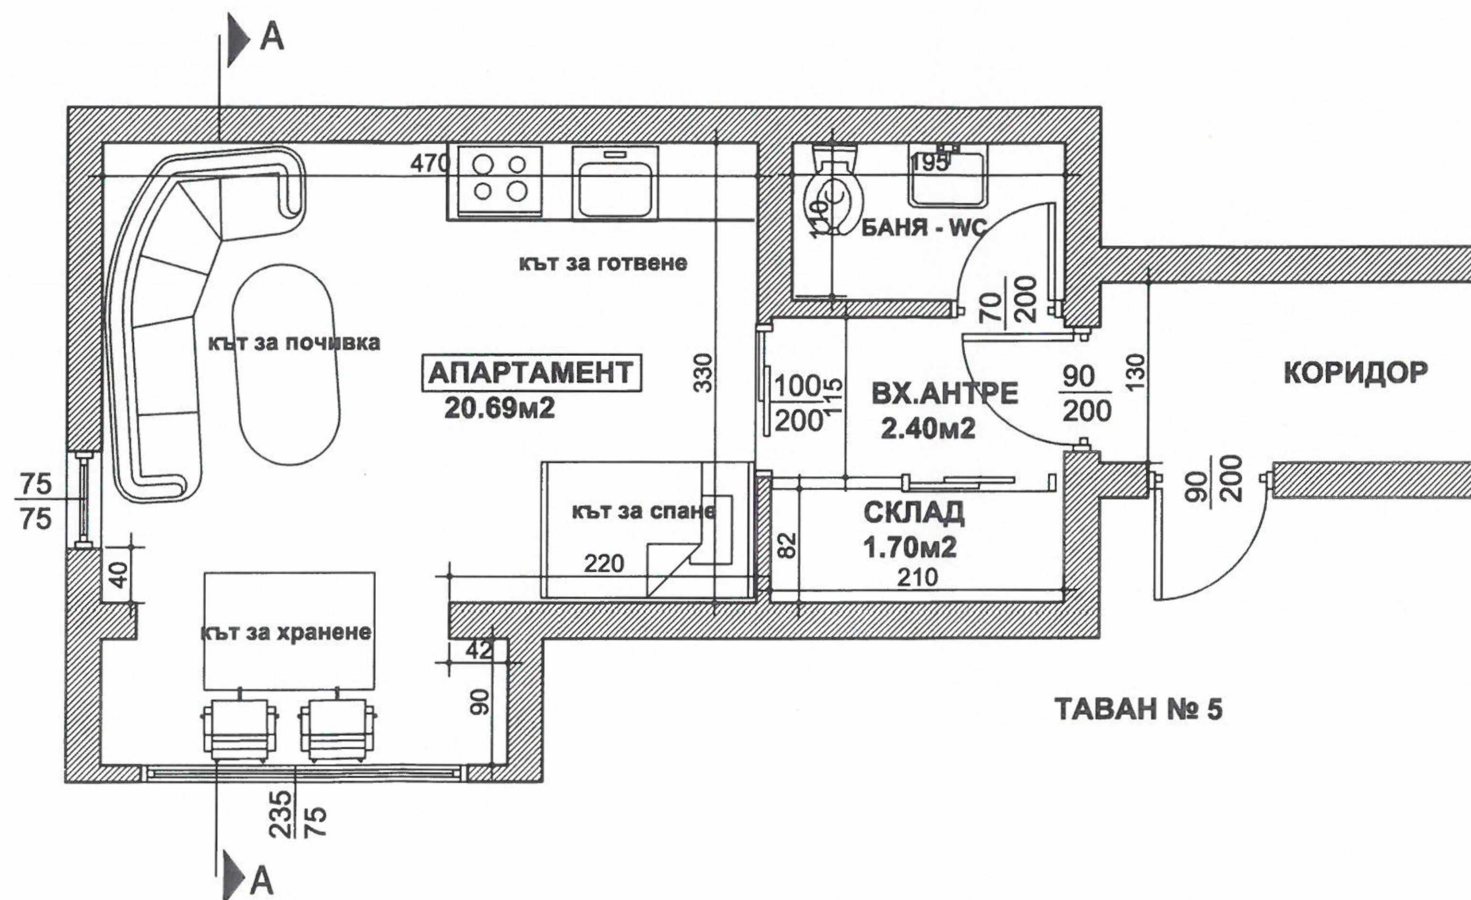 A
470
195
110
БАНЯ - WC
кът за готвене
70
200
кът за почивка
АПАРТАМЕНТ
20.69м2
330
100
200
115
ВХ.АНТРЕ
2.40м2
90
200
130
КОРИДОР
75
75
90
200
кът за спане
СКЛАД
1.70м2
82
220
210
40
кът за хранене
42
90
ТАВАН № 5
235
75
A